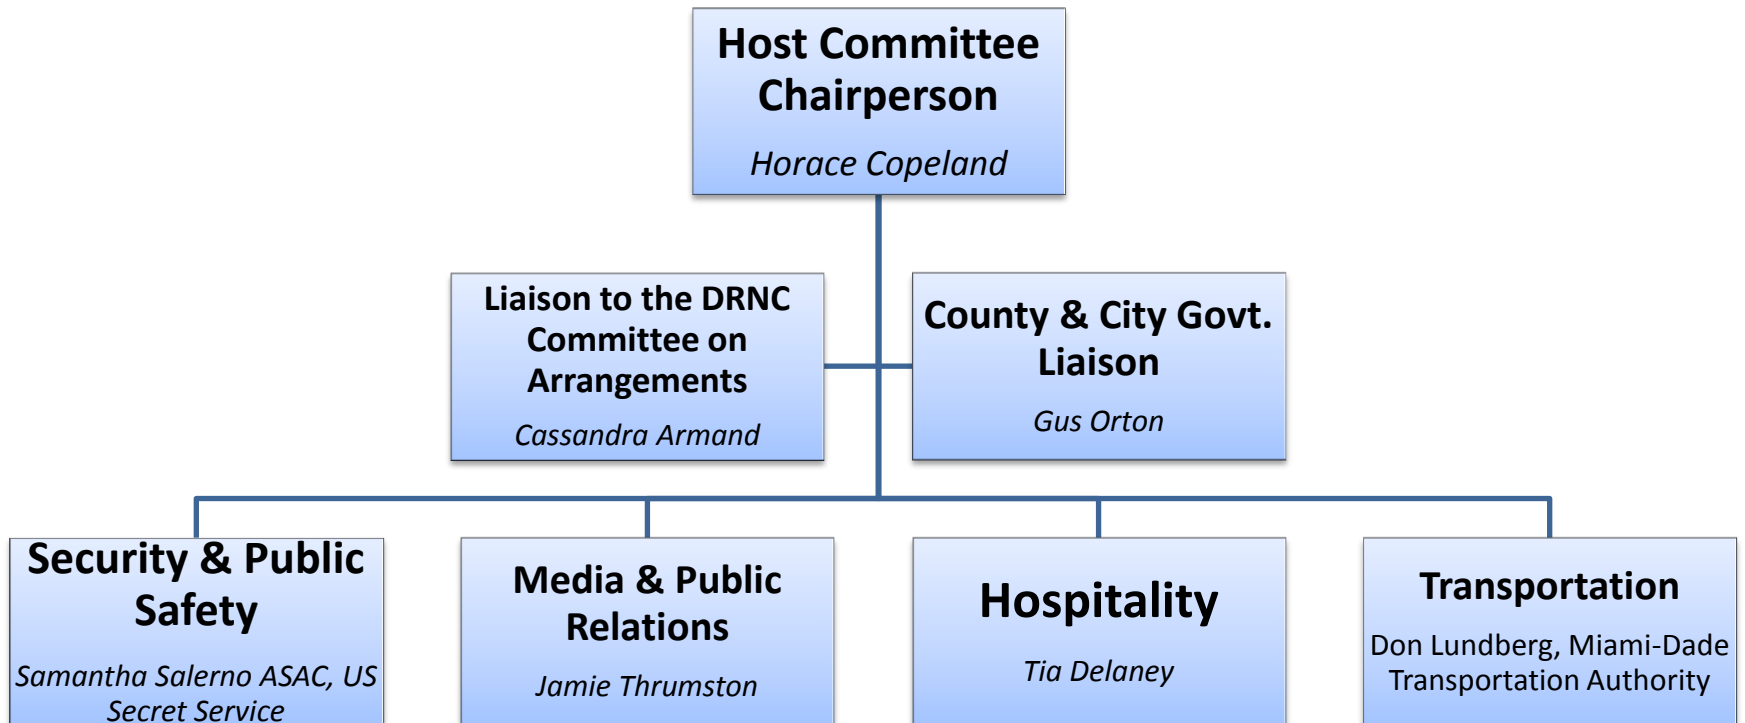 Host Committee
Chairperson
Horace Copeland
Liaison to the DRNC
Committee on
Arrangements
Cassandra Armand
County & City Govt.
Liaison
Gus Orton
Security & Public
Safety
Samantha Salerno ASAC, US
Secret Service
Media & Public
Relations
Jamie Thrumston
Hospitality
Tia Delaney
Transportation
Don Lundberg, Miami-Dade
Transportation Authority